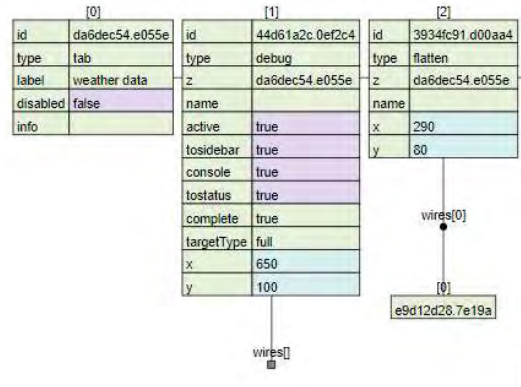 [0]
id da6dec54.e055e
type tab
label weather data
disabled false
info
[1]
id 44d61a2c.0ef2c4
type debug
z da6dec54.e055e
name
active true
tosidebar true
console true
tostatus true
complete true
targetType full
x 650
y 100
wires[]
[2]
id 3934fc91.d00aa4
type flatten
z da6dec54.e055e
name
x 290
y 80
wires[0]
[0]
e9d12d28.7e19a